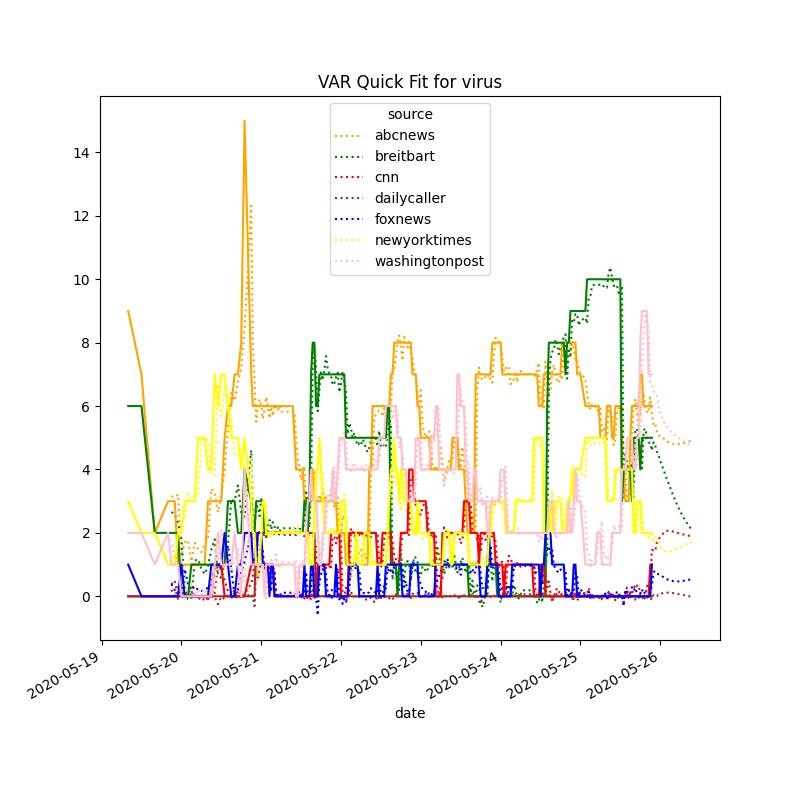 VAR Quick Fit for virus
source
abcnews
breitbart
cnn
dailycaller
foxnews
newyorktimes
washingtonpost
14
12
10
8
6
4
2
0
2020-05-19
2020-05-20
2020-05-21
2020-05-22
2020-05-23
2020-05-24
2020-05-25
2020-05-26
date